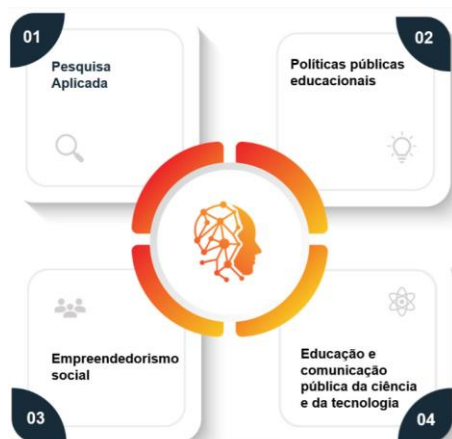 01
Pesquisa
Aplicada
02
Políticas públicas
educacionais
03
Empreendedorismo
social
04
Educação e
comunicação
pública da ciência
e da tecnologia